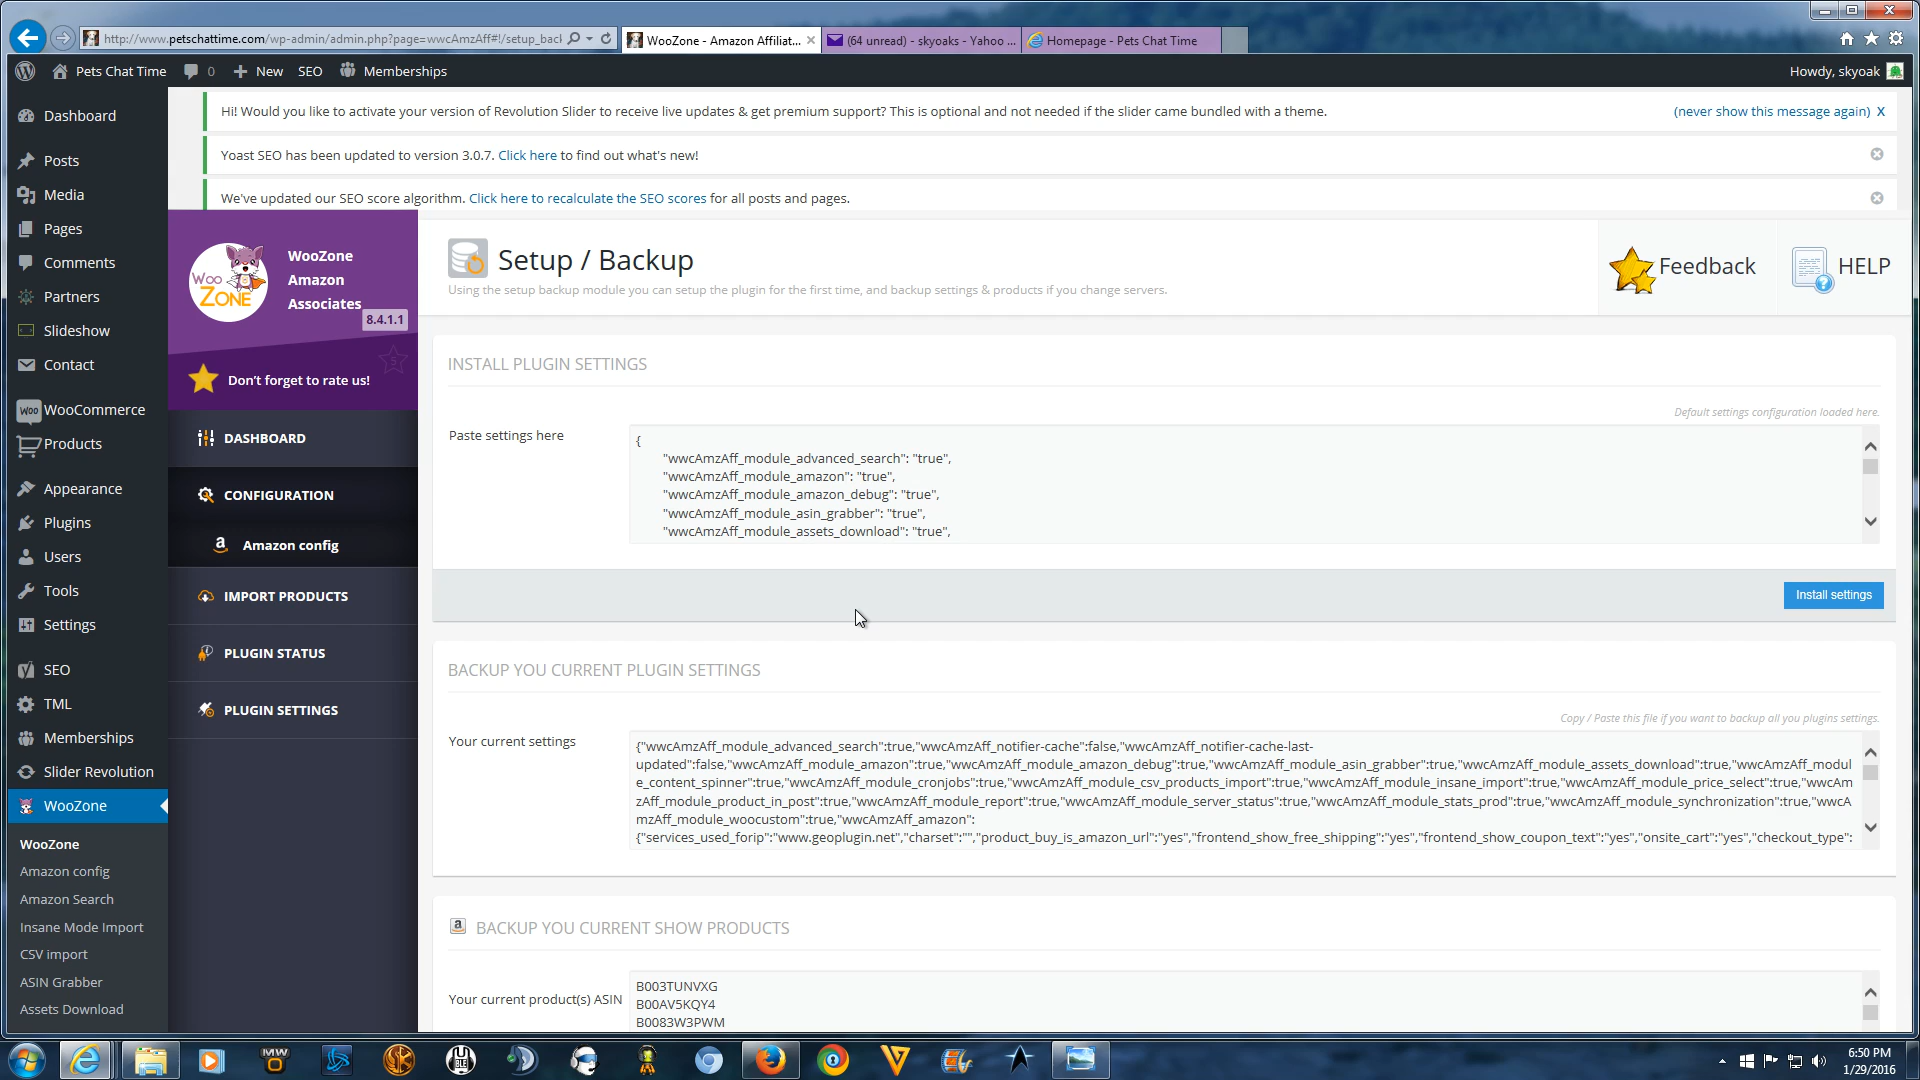 http://www.petschattime.com/wp-admin/admin.php?page=wwcAmzAff#!/setup_bacl
WooZone - Amazon Affiliat...
(64 unread) - skyoaks - Yahoo ...
Homepage - Pets Chat Time
Pets Chat Time
0
New
SEO
Memberships
Howdy, skyoak
Dashboard
Posts
Media
Pages
Comments
Partners
Slideshow
Contact
WooCommerce
Products
Appearance
Plugins
Users
Tools
Settings
SEO
TML
Memberships
Slider Revolution
WooZone
WooZone
Amazon config
Amazon Search
Insane Mode Import
CSV import
ASIN Grabber
Assets Download
Hi! Would you like to activate your version of Revolution Slider to receive live updates & get premium support? This is optional and not needed if the slider came bundled with a theme.
(never show this message again) X
Yoast SEO has been updated to version 3.0.7. Click here to find out what's new!
We've updated our SEO score algorithm. Click here to recalculate the SEO scores for all posts and pages.
Woo
ZONE
WooZone
Amazon
Associates
8.4.1.1
5
Don't forget to rate us!
DASHBOARD
CONFIGURATION
Amazon config
IMPORT PRODUCTS
PLUGIN STATUS
PLUGIN SETTINGS
Setup / Backup
Using the setup backup module you can setup the plugin for the first time, and backup settings & products if you change servers.
Feedback
HELP
INSTALL PLUGIN SETTINGS
Default settings configuration loaded here.
Paste settings here
{
"wwcAmzAff_module_advanced_search": "true",
"wwcAmzAff_module_amazon": "true",
"wwcAmzAff_module_amazon_debug": "true",
"wwcAmzAff_module_asin_grabber": "true",
"wwcAmzAff_module_assets_download": "true",
Install settings
BACKUP YOU CURRENT PLUGIN SETTINGS
Copy / Paste this file if you want to backup all you plugins settings.
Your current settings
{"wwcAmzAff_module_advanced_search":true,"wwcAmzAff_notifier-cache":false,"wwcAmzAff_notifier-cache-last-
updated":false,"wwcAmzAff_module_amazon":true,"wwcAmzAff_module_amazon_debug":true,"wwcAmzAff_module_asin_grabber":true,"wwcAmzAff_module_assets_download":true,"wwcAmzAff_modul
e_content_spinner":true,"wwcAmzAff_module_cronjobs":true,"wwcAmzAff_module_csv_products_import":true,"wwcAmzAff_module_insane_import":true,"wwcAmzAff_module_price_select":true,"wwcAm
zAff_module_product_in_post":true,"wwcAmzAff_module_report":true,"wwcAmzAff_module_server_status":true,"wwcAmzAff_module_stats_prod":true,"wwcAmzAff_module_synchronization":true,"wwcA
mzAff_module_woocustom":true,"wwcAmzAff_amazon":
{"services_used_forip":"www.geoplugin.net","charset":"","product_buy_is_amazon_url":"yes","frontend_show_free_shipping":"yes","frontend_show_coupon_text":"yes","onsite_cart":"yes","checkout_type":
BACKUP YOU CURRENT SHOW PRODUCTS
Your current product(s) ASIN
B003TUNVXG
B00AV5KQY4
B0083W3PWM
6:50 PM
1/29/2016